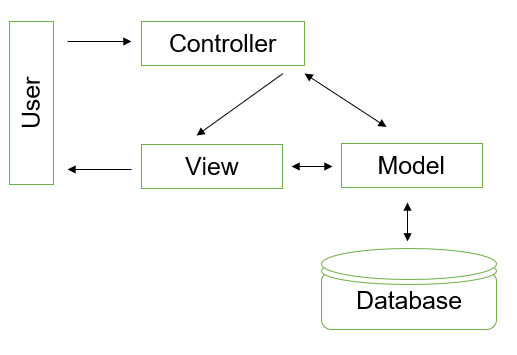 User
Controller
View
Model
Database